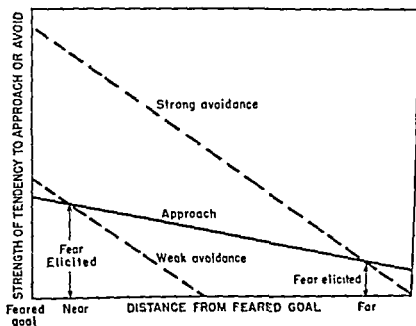 STRENGTH OF TENDENCY TO APPROACH OR AVOID
Strong avoidance
Approach
Fear
Elicited
Weak avoidance
Fear elicited
Feared
goal
Near
DISTANCE FROM FEARED GOAL
Far